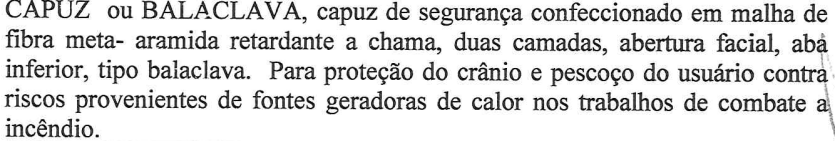 CAPUZ ou BALACLAVA, capuz de segurança confeccionado em malha de
fibra meta- aramida retardante a chama, duas camadas, abertura facial, aba
inferior, tipo balaclava. Para proteção do crânio e pescoço do usuário contra
riscos provenientes de fontes geradoras de calor nos trabalhos de combate a
incêndio.